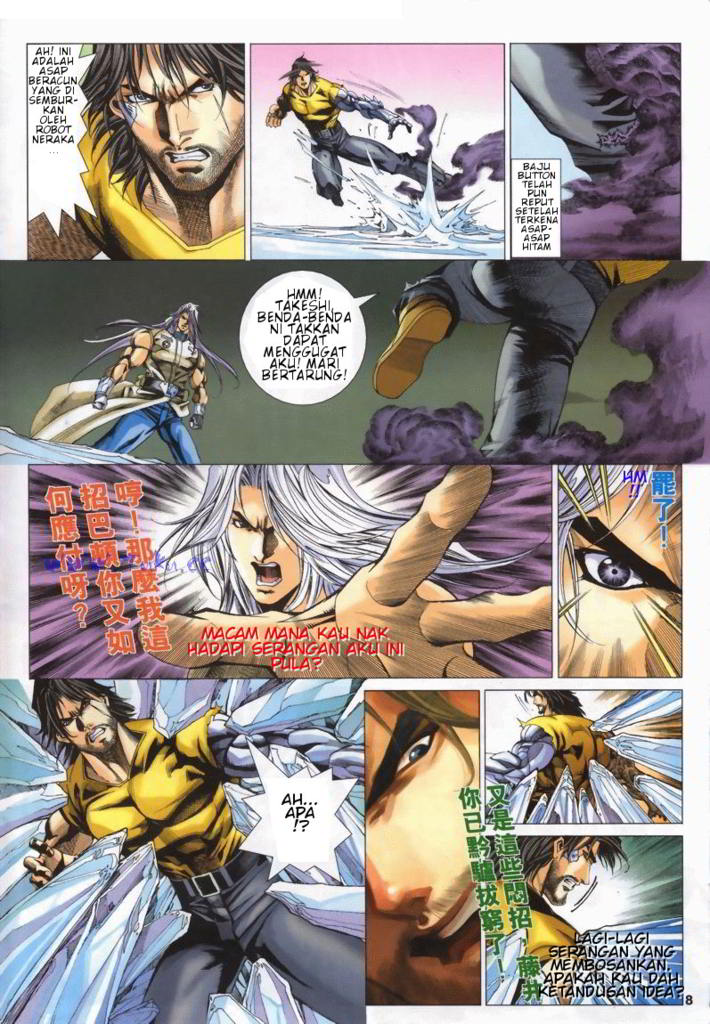 AH! INI
ADALAH
ASAP
BERACUN
YANG DI
SEMBUR-
KAN
OLEH
ROBOT
NERAKA
...
BAJU
BUTTON
TELAH
PUN
REPUT
SETELAH
TERKENA
ASAP-
ASAP
HITAM
HMM!
TAKESHI,
BENDA-BENDA
NI TAKKAN
DAPAT
MENGGUGAT
AKU! MARI
BERTARUNG!
哼！那麼我這
招巴頓你又如
何應付呀？
MACAM MANA KAU NAK
HADAPI SERANGAN AKU INI
PULA?
HM
!!
罷了！
AH...
APA
!?
又是這些悶招，藤井
你已黔驢拔窮了！
LAGI-LAGI
SERANGAN YANG
MEMBOSANKAN.
APAKAH KAU DAH
KETANDUSAN IDEA?
8